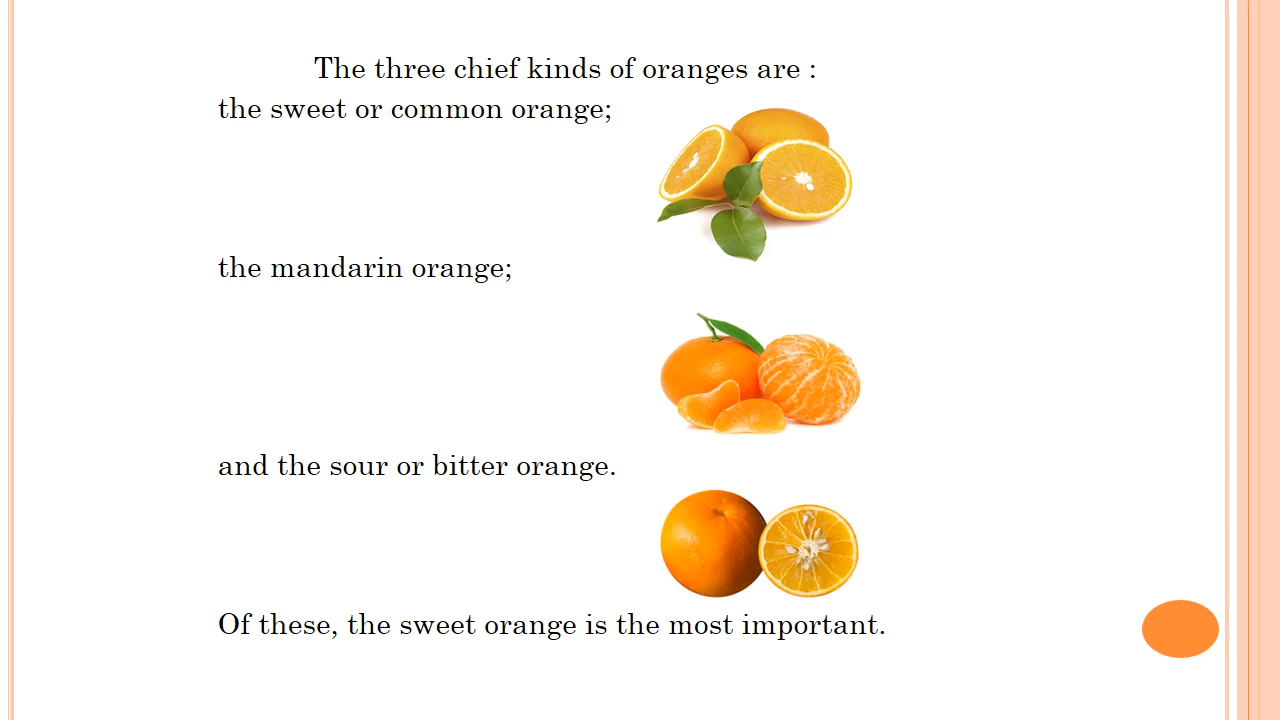 The three chief kinds of oranges are :
the sweet or common orange;
the mandarin orange;
and the sour or bitter orange.
Of these, the sweet orange is the most important.